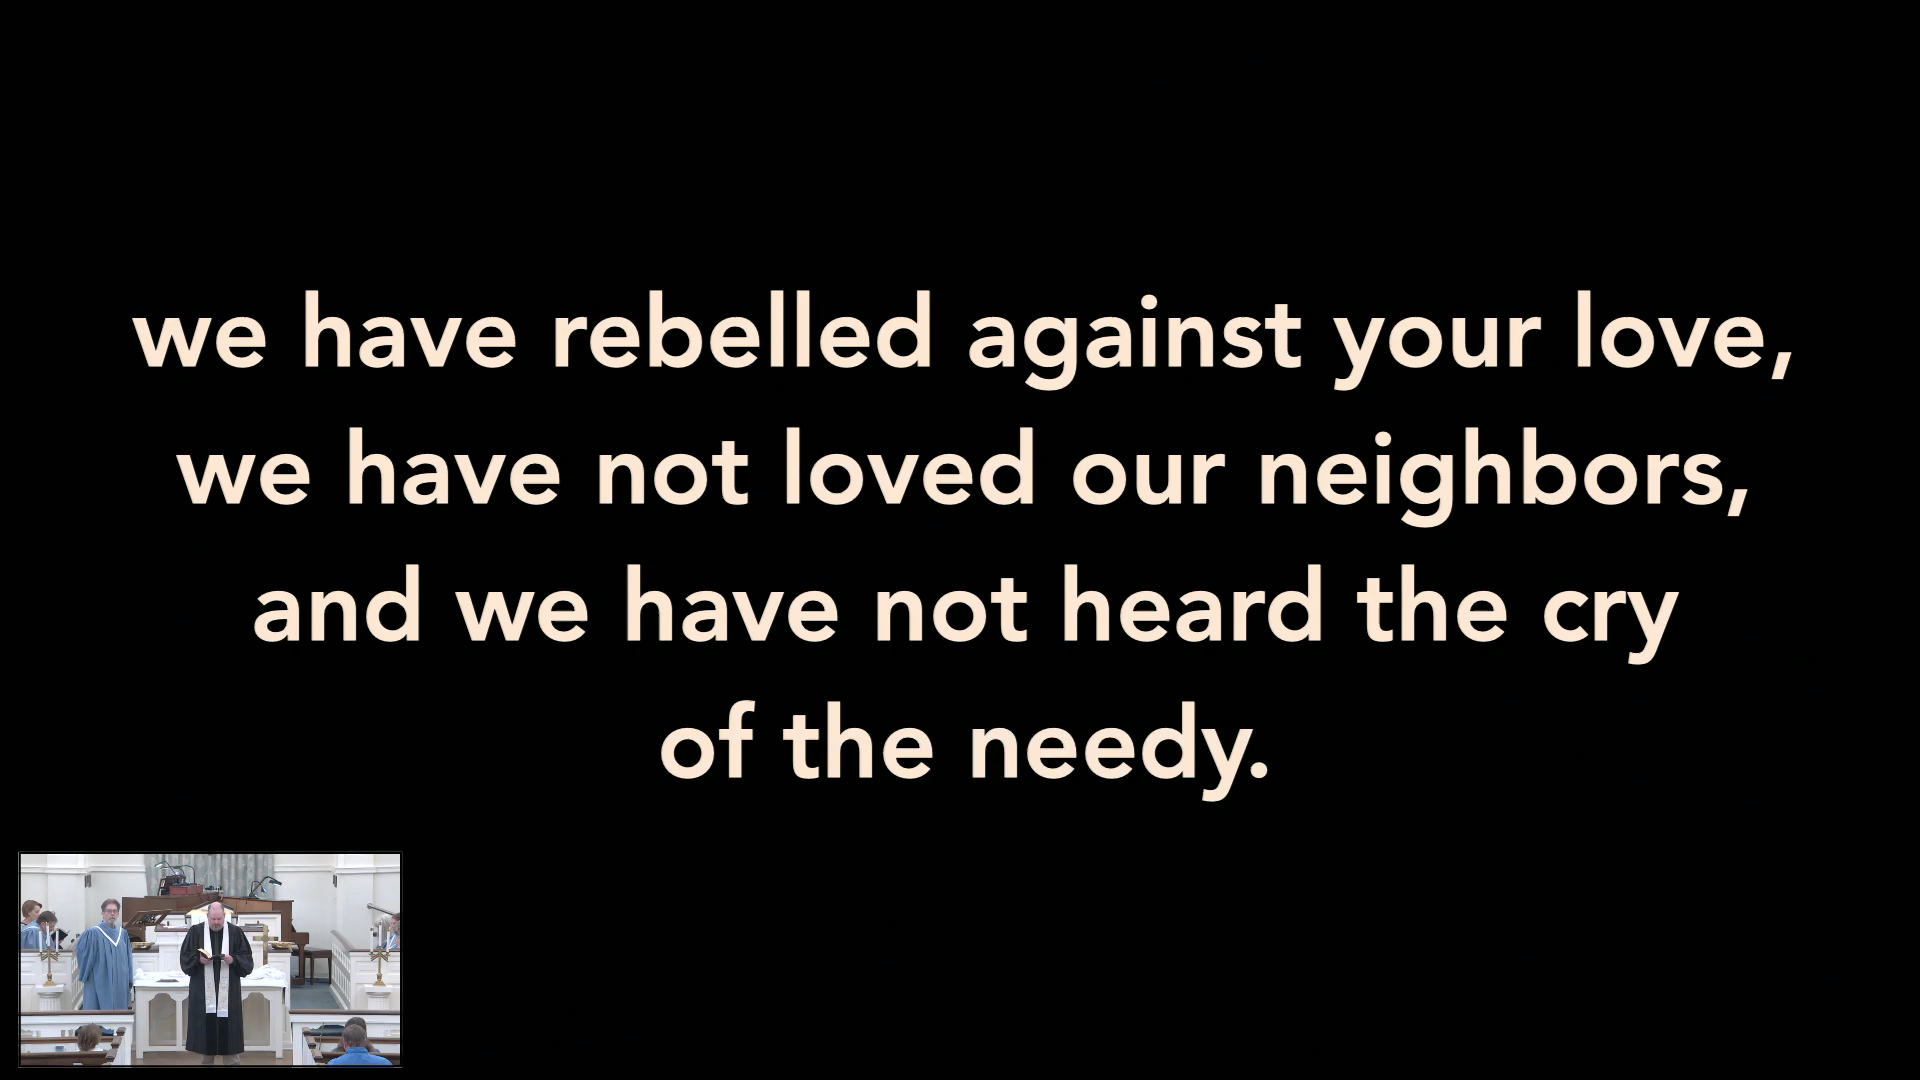 we have rebelled against your love,
we have not loved our neighbors,
and we have not heard the cry
of the needy.